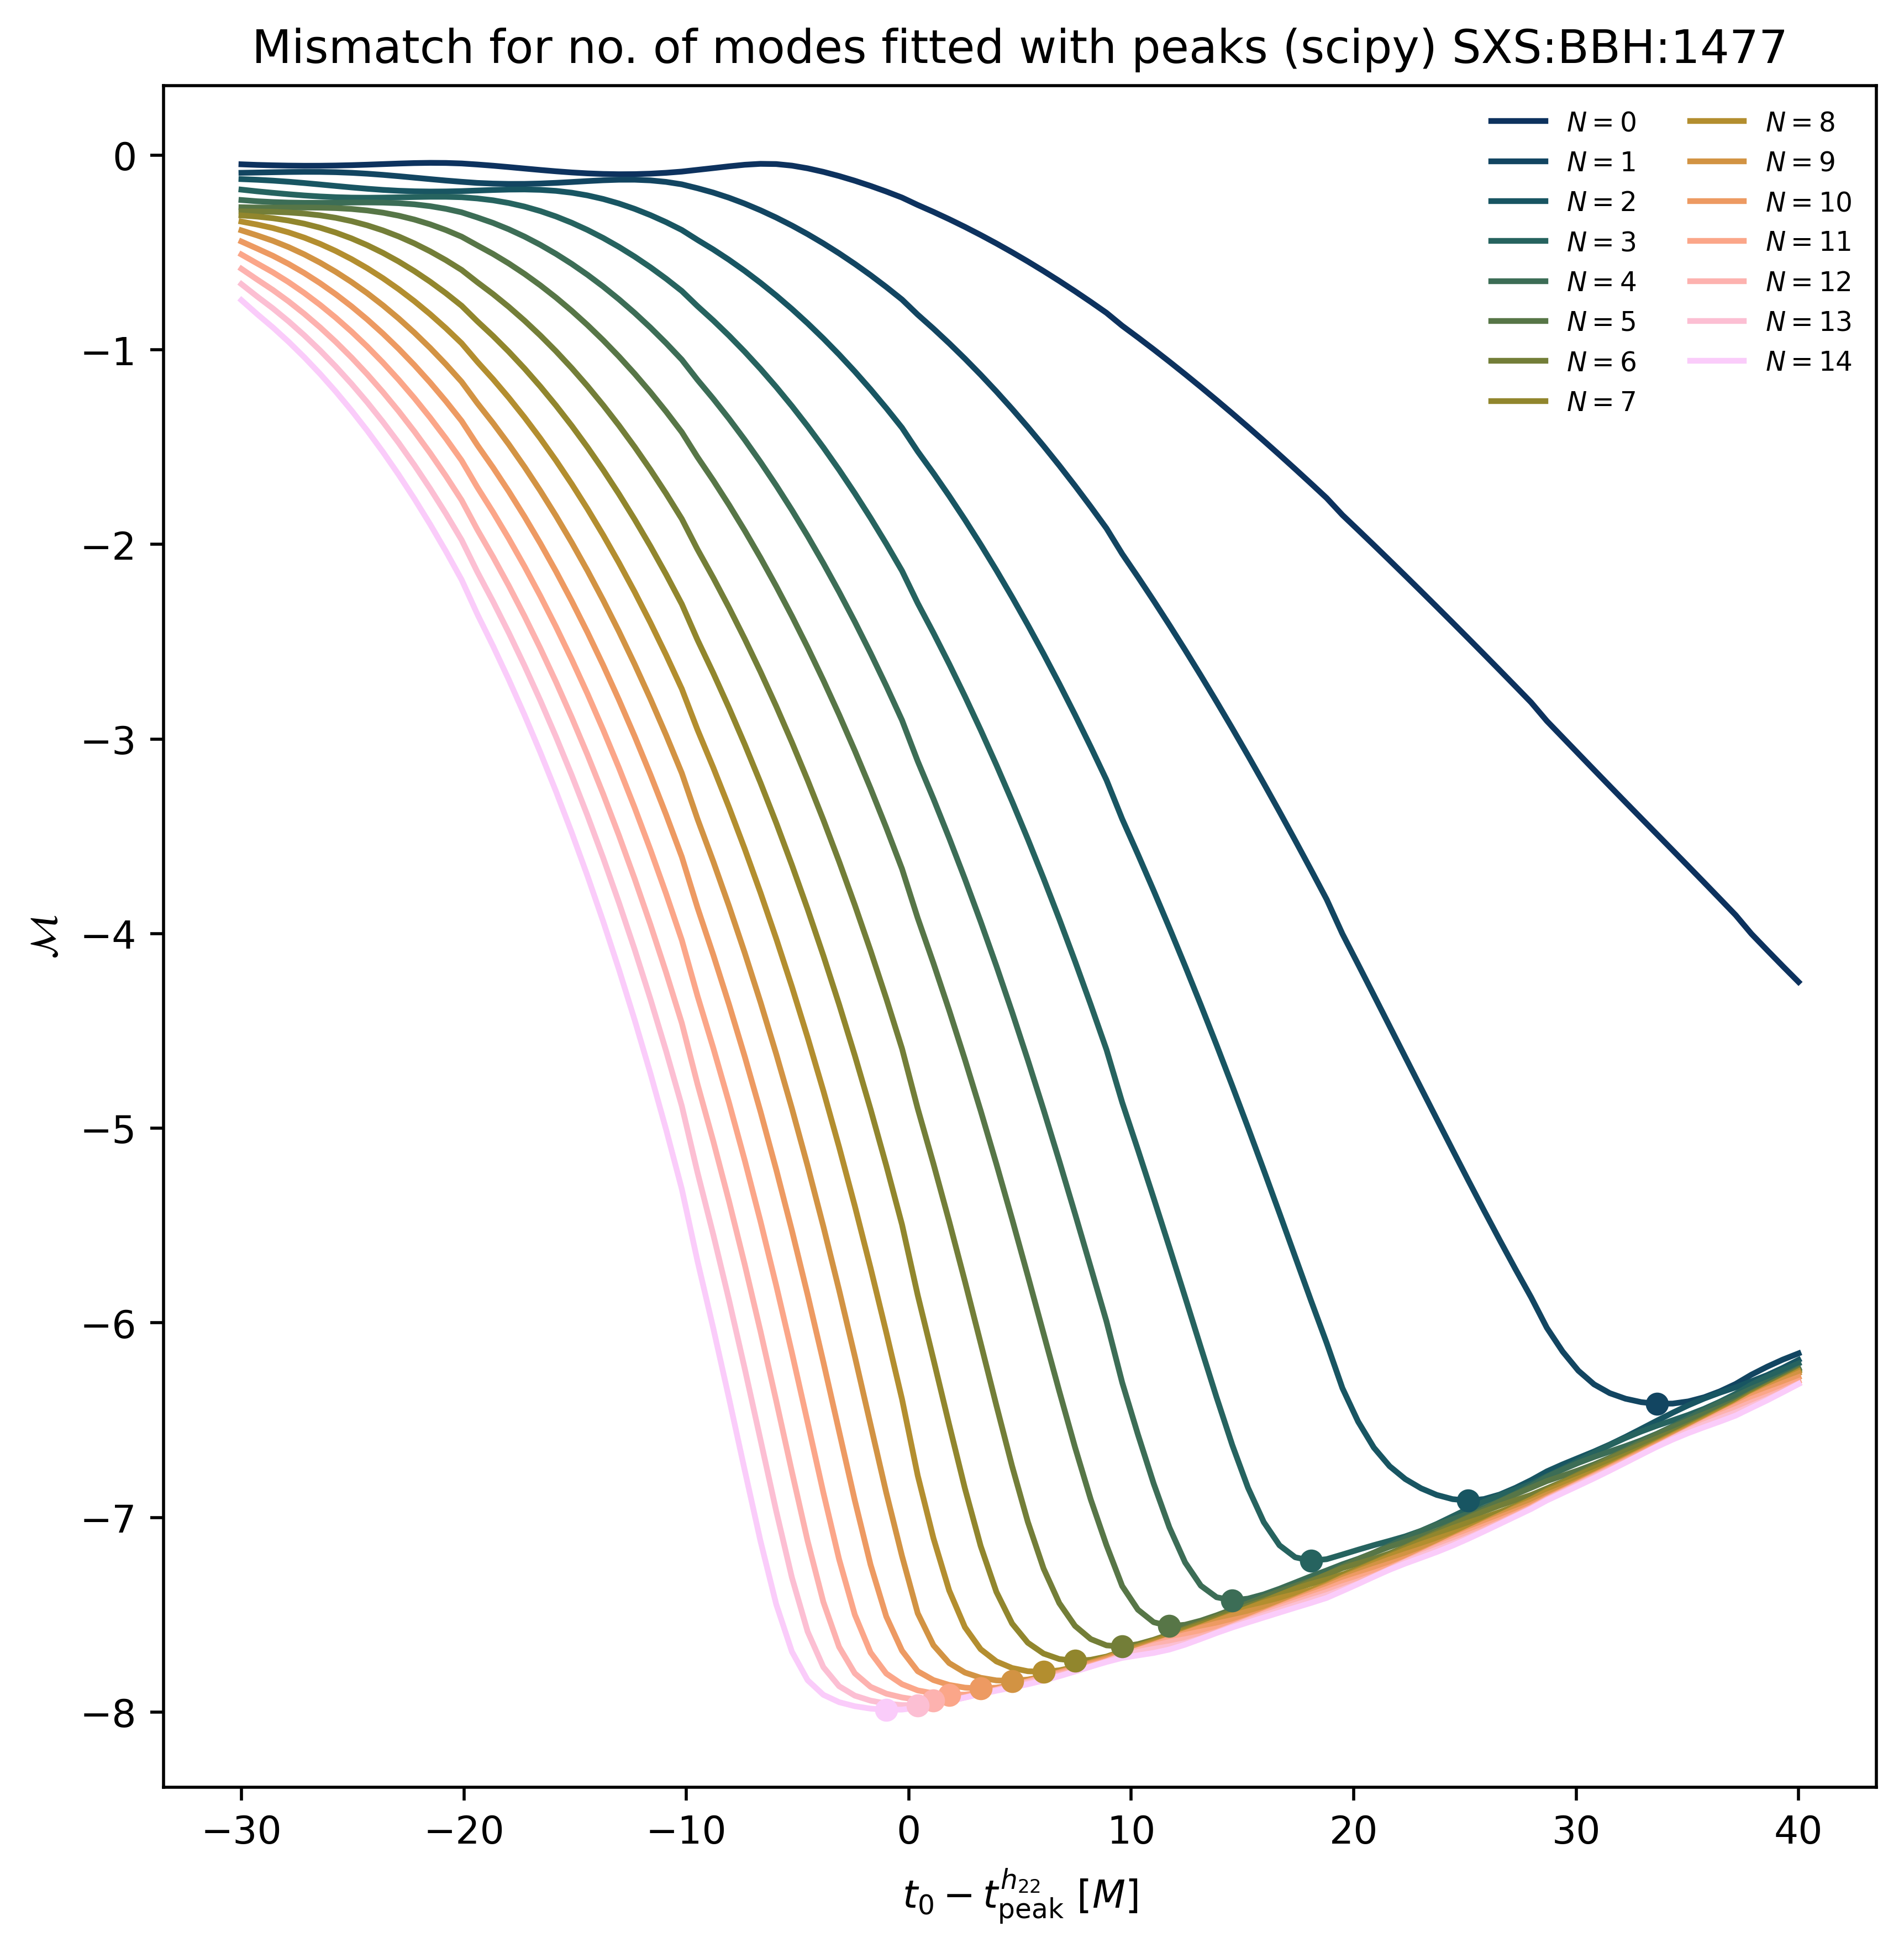 Mismatch for no. of modes fitted with peaks (scipy) SXS:BBH:1477
N = 0
N = 1
N = 2
N = 3
N = 4
N = 5
N = 6
N = 7
N = 8
N = 9
N = 10
N = 11
N = 12
N = 13
N = 14
0
−1
−2
−3
−4
−5
−6
−7
−8
ℳ
−30 −20 −10 0 10 20 30 40
t₀ − t_peak^{h₂₂} [M]